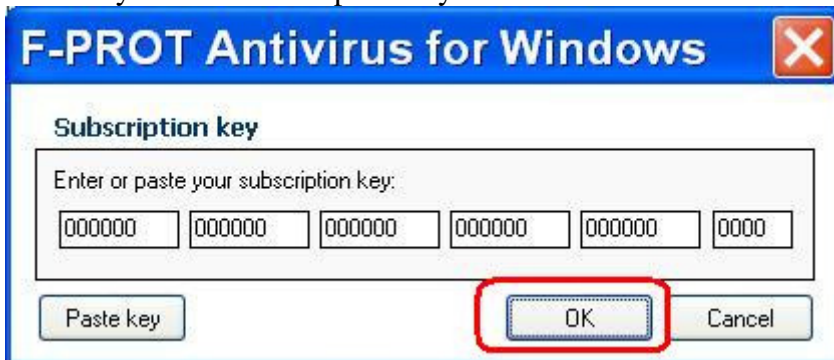 F-PROT Antivirus for Windows
Subscription key
Enter or paste your subscription key:
000000 000000 000000 000000 000000 0000
Paste key OK Cancel